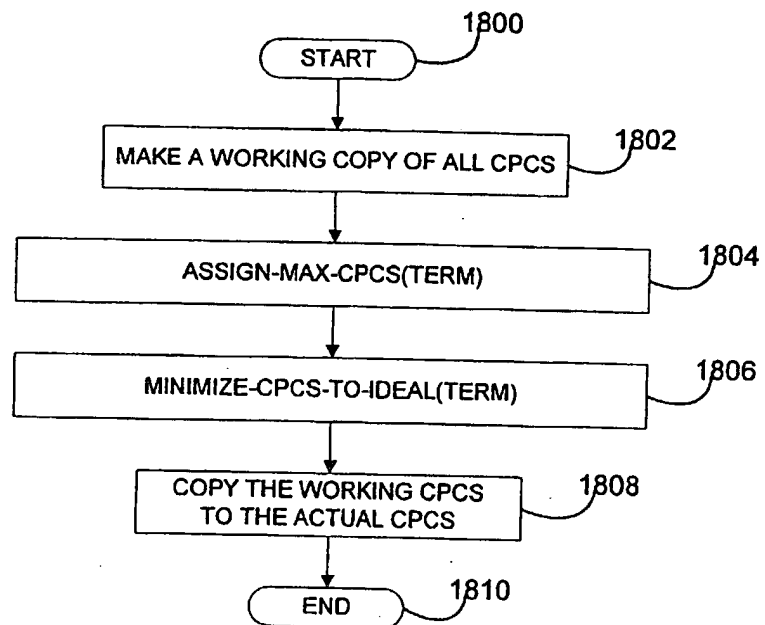 1800
START
1802
MAKE A WORKING COPY OF ALL CPCS
1804
ASSIGN-MAX-CPCS(TERM)
1806
MINIMIZE-CPCS-TO-IDEAL(TERM)
1808
COPY THE WORKING CPCS
TO THE ACTUAL CPCS
END
1810